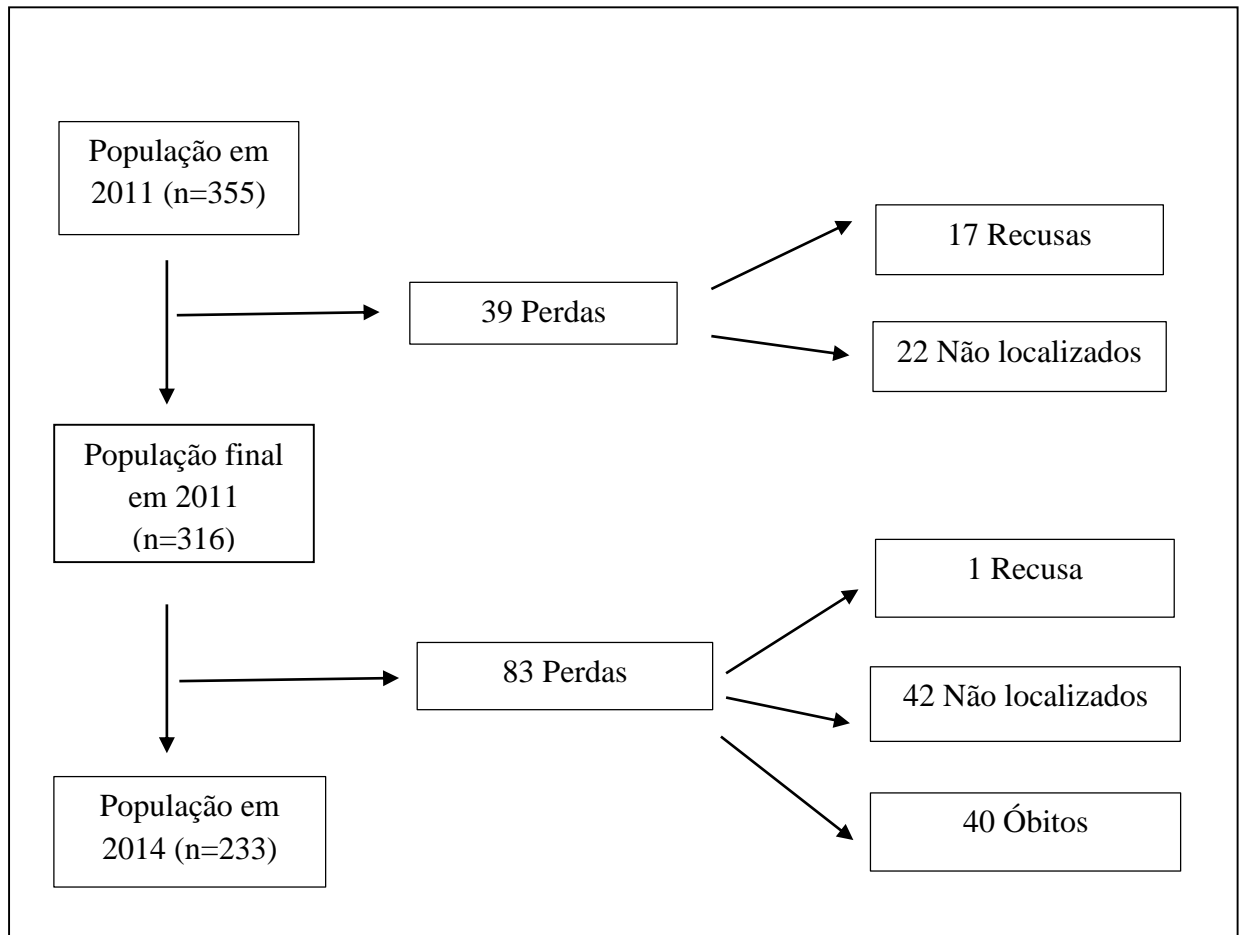 População em
2011 (n=355)
17 Recusas
39 Perdas
22 Não localizados
População final
em 2011
(n=316)
1 Recusa
83 Perdas
42 Não localizados
40 Óbitos
População em
2014 (n=233)